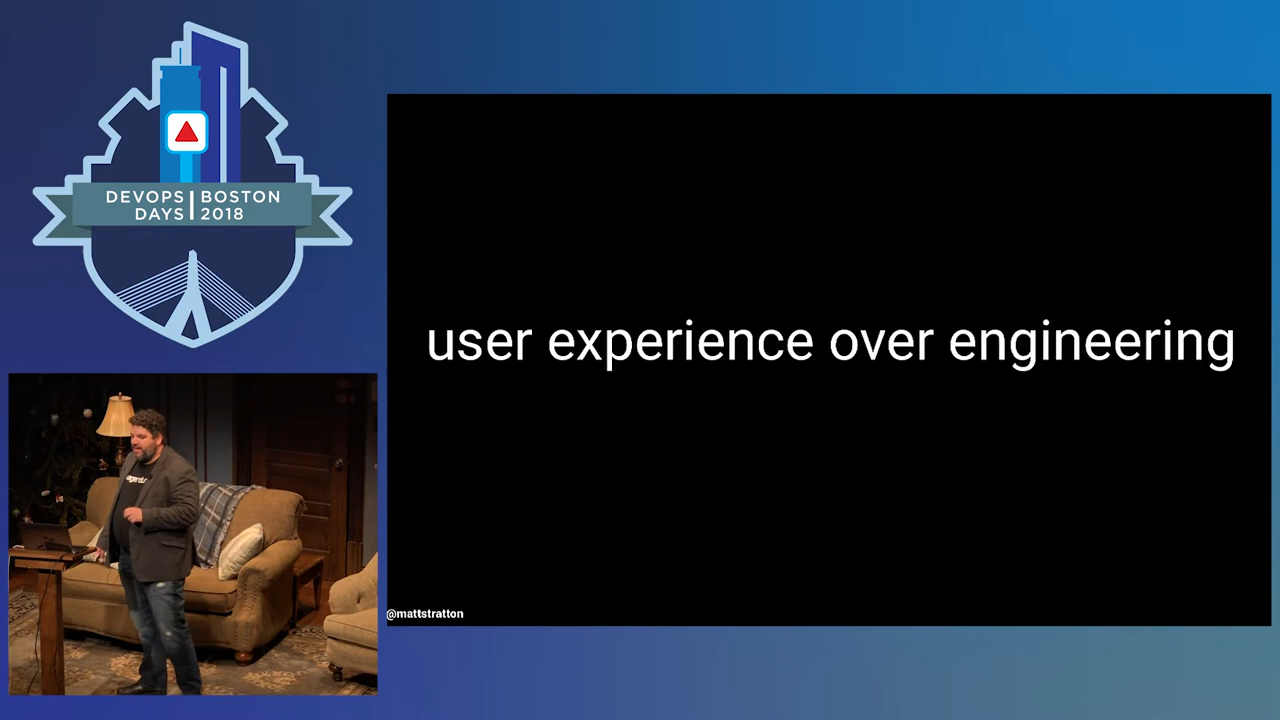 DEVOPS BOSTON
DAYS 2018
user experience over engineering
@mattstratton